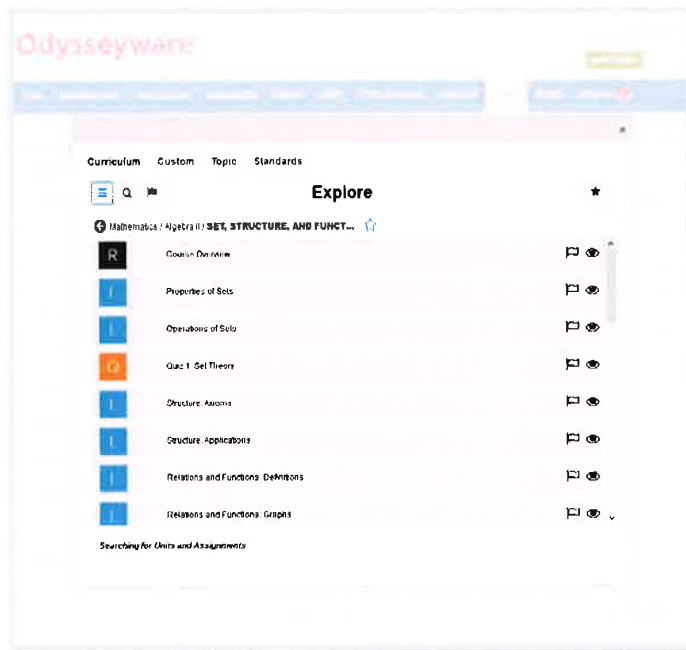 Odysseyware
Curriculum Custom Topic Standards
Explore
Mathematics / Algebra II / SET, STRUCTURE, AND FUNCT...
R Course Overview
L Properties of Sets
L Operations of Sets
Q Quiz 1: Set Theory
L Structure: Axioms
L Structure: Applications
L Relations and Functions: Definitions
L Relations and Functions: Graphs
Searching for Units and Assignments